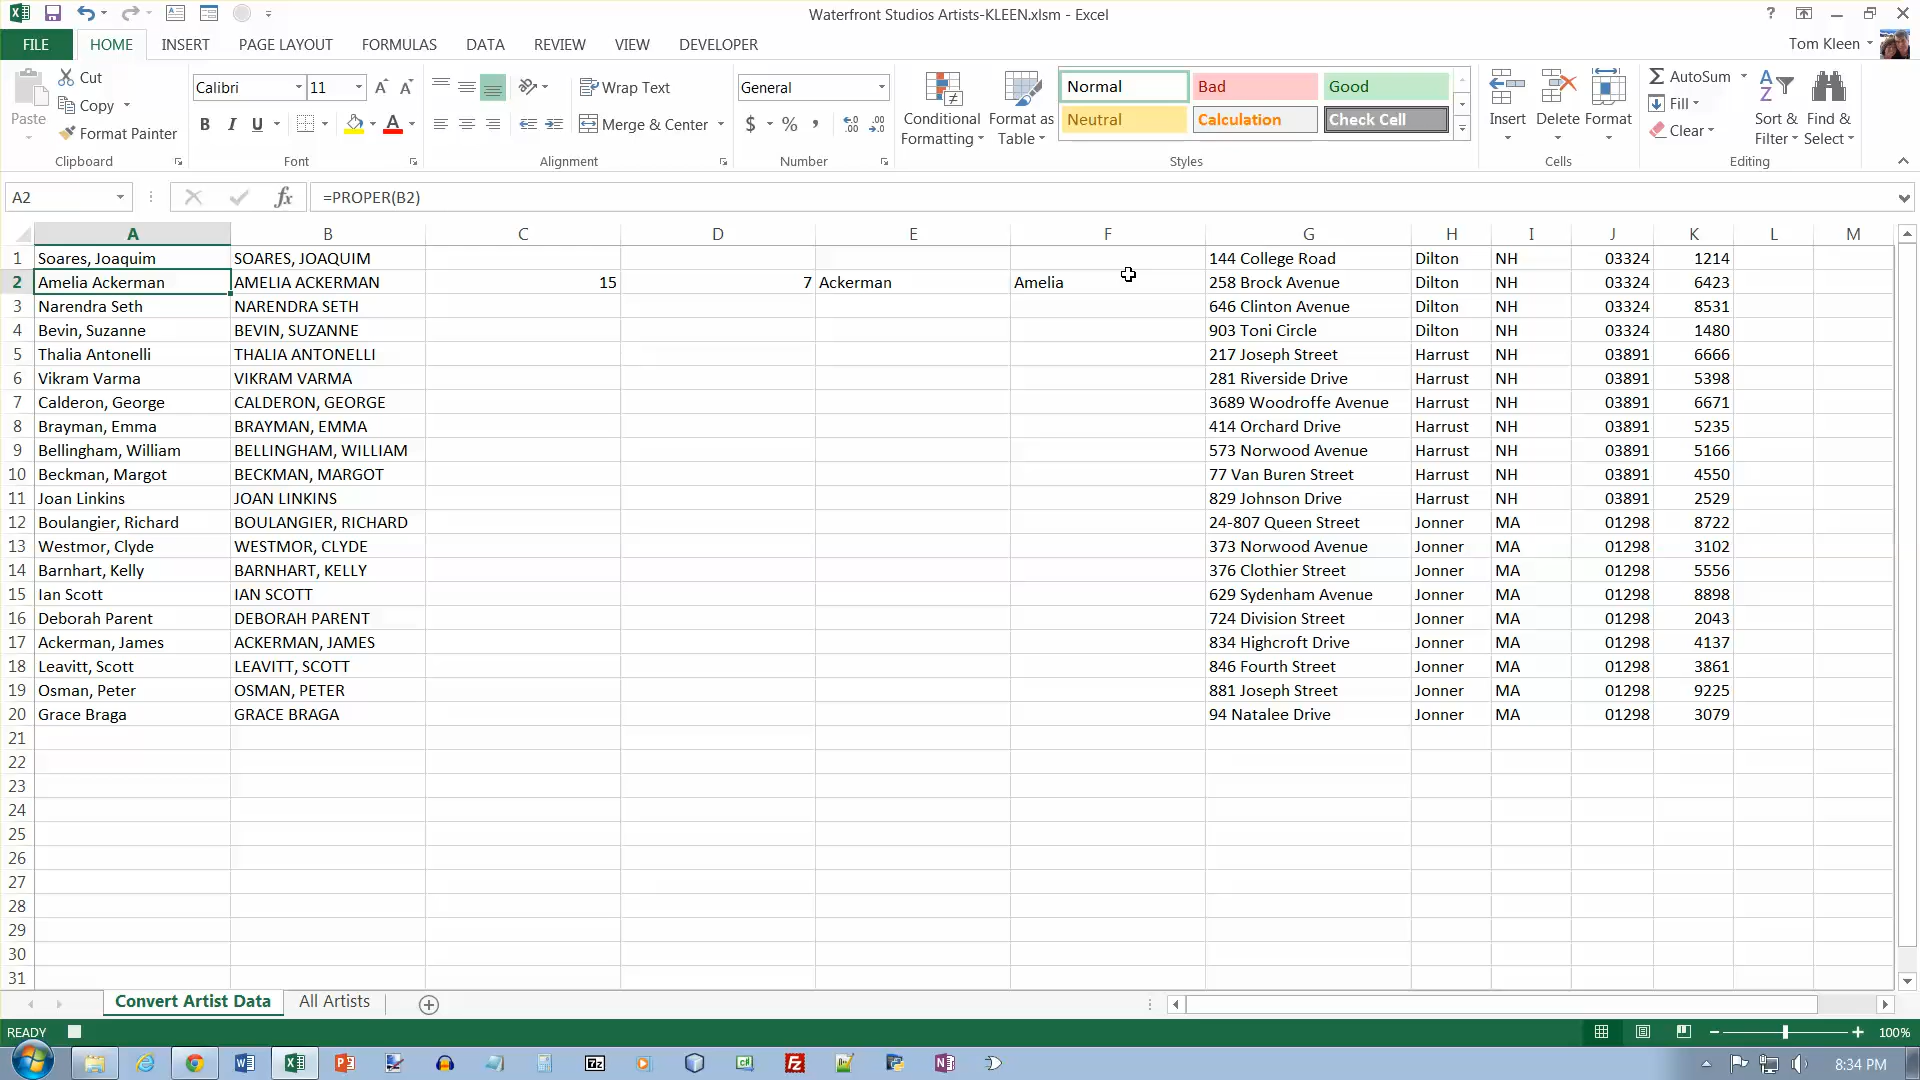 Waterfront Studios Artists-KLEEN.xlsm - Excel
?
FILE HOME INSERT PAGE LAYOUT FORMULAS DATA REVIEW VIEW DEVELOPER Tom Kleen
Paste
Cut
Copy
Format Painter
Clipboard
Calibri 11 A A
B I U A
Font
Wrap Text
Merge & Center
Alignment
General
$ % ,
Number
Conditional Formatting
Format as Table
Normal Bad Good
Neutral Calculation Check Cell
Styles
Insert Delete Format
Cells
AutoSum
Fill
Clear
Sort & Filter
Find & Select
Editing
A2 fx =PROPER(B2)
A B C D E F G H I J K L M
1 Soares, Joaquim SOARES, JOAQUIM 144 College Road Dilton NH 03324 1214
2 Amelia Ackerman AMELIA ACKERMAN 15 7 Ackerman Amelia 258 Brock Avenue Dilton NH 03324 6423
3 Narendra Seth NARENDRA SETH 646 Clinton Avenue Dilton NH 03324 8531
4 Bevin, Suzanne BEVIN, SUZANNE 903 Toni Circle Dilton NH 03324 1480
5 Thalia Antonelli THALIA ANTONELLI 217 Joseph Street Harrust NH 03891 6666
6 Vikram Varma VIKRAM VARMA 281 Riverside Drive Harrust NH 03891 5398
7 Calderon, George CALDERON, GEORGE 3689 Woodroffe Avenue Harrust NH 03891 6671
8 Brayman, Emma BRAYMAN, EMMA 414 Orchard Drive Harrust NH 03891 5235
9 Bellingham, William BELLINGHAM, WILLIAM 573 Norwood Avenue Harrust NH 03891 5166
10 Beckman, Margot BECKMAN, MARGOT 77 Van Buren Street Harrust NH 03891 4550
11 Joan Linkins JOAN LINKINS 829 Johnson Drive Harrust NH 03891 2529
12 Boulangier, Richard BOULANGIER, RICHARD 24-807 Queen Street Jonner MA 01298 8722
13 Westmor, Clyde WESTMOR, CLYDE 373 Norwood Avenue Jonner MA 01298 3102
14 Barnhart, Kelly BARNHART, KELLY 376 Clothier Street Jonner MA 01298 5556
15 Ian Scott IAN SCOTT 629 Sydenham Avenue Jonner MA 01298 8898
16 Deborah Parent DEBORAH PARENT 724 Division Street Jonner MA 01298 2043
17 Ackerman, James ACKERMAN, JAMES 834 Highcroft Drive Jonner MA 01298 4137
18 Leavitt, Scott LEAVITT, SCOTT 846 Fourth Street Jonner MA 01298 3861
19 Osman, Peter OSMAN, PETER 881 Joseph Street Jonner MA 01298 9225
20 Grace Braga GRACE BRAGA 94 Natalee Drive Jonner MA 01298 3079
21
22
23
24
25
26
27
28
29
30
31
Convert Artist Data All Artists
READY 100%
8:34 PM